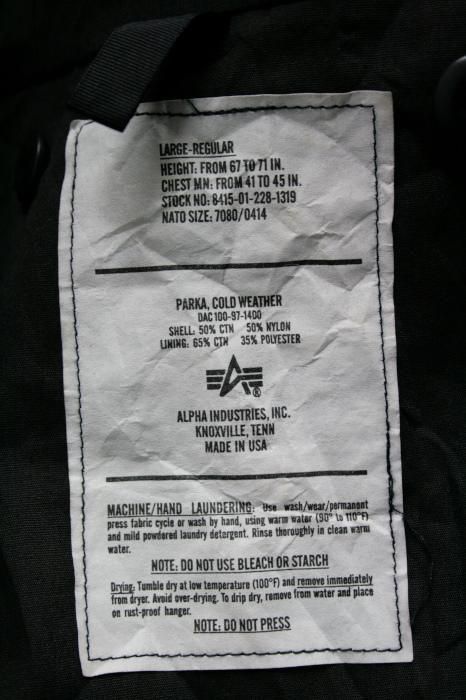 LARGE-REGULAR
HEIGHT: FROM 67 TO 71 IN.
CHEST MN: FROM 41 TO 45 IN.
STOCK NO: 8415-01-228-1319
NATO SIZE: 7080/0414
PARKA, COLD WEATHER
DAC100-97-1400
SHELL: 50% CTN 50% NYLON
LINING: 65% CTN 35% POLYESTER
®
ALPHA INDUSTRIES, INC.
KNOXVILLE, TENN
MADE IN USA
MACHINE/HAND LAUNDERING: Use wash/wear/permanent
press fabric cycle or wash by hand, using warm water (90° to 110°F)
and mild powdered laundry detergent. Rinse thoroughly in clean warm
water.
NOTE: DO NOT USE BLEACH OR STARCH
Drying: Tumble dry at low temperature (100°F) and remove immediately
from dryer. Avoid over-drying. To drip dry, remove from water and place
on rust-proof hanger.
NOTE: DO NOT PRESS